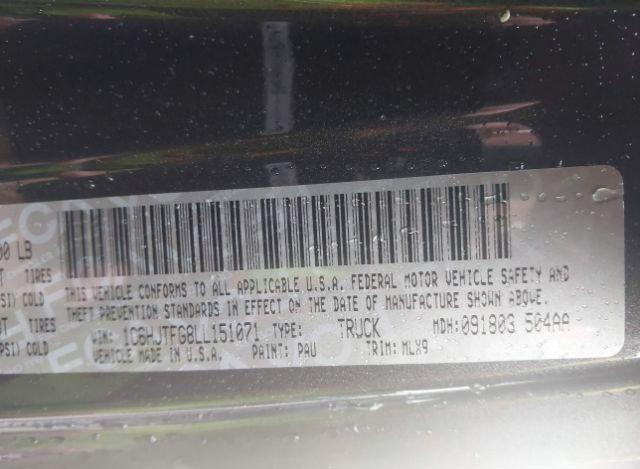 00 LB
TIRES
PSI) COLD
TIRES
PSI) COLD
THIS VEHICLE CONFORMS TO ALL APPLICABLE U.S.A. FEDERAL MOTOR VEHICLE SAFETY AND
THEFT PREVENTION STANDARDS IN EFFECT ON THE DATE OF MANUFACTURE SHOWN ABOVE.
VIN: 1C6HJTFG8LL151071 TYPE: TRUCK MDH:091803 504AA
VEHICLE MADE IN U.S.A. PAINT: PAU TRIM: MLX9